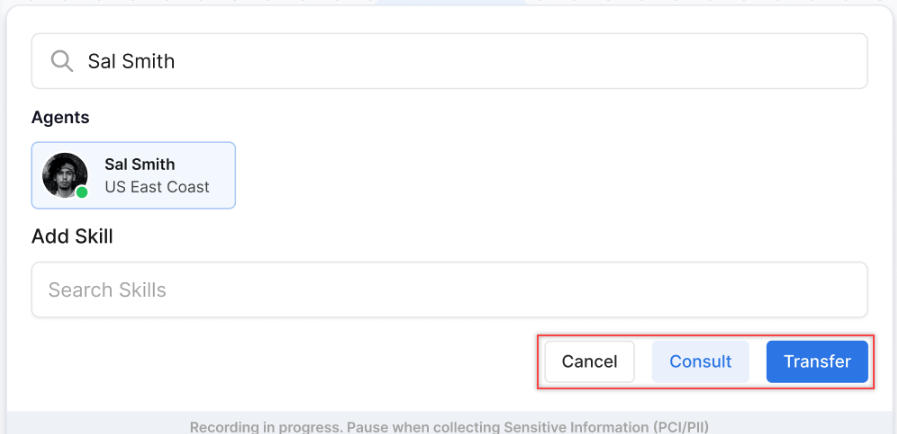 Sal Smith
Agents
Sal Smith
US East Coast
Add Skill
Search Skills
Cancel Consult Transfer
Recording in progress. Pause when collecting Sensitive Information (PCI/PII)